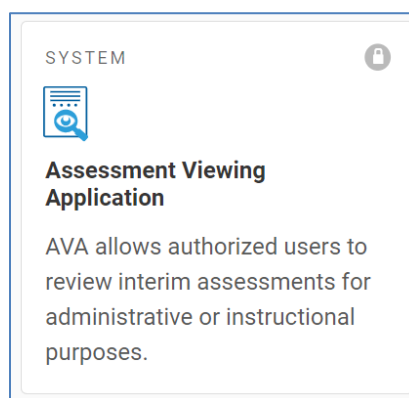 SYSTEM
Assessment Viewing
Application
AVA allows authorized users to
review interim assessments for
administrative or instructional
purposes.